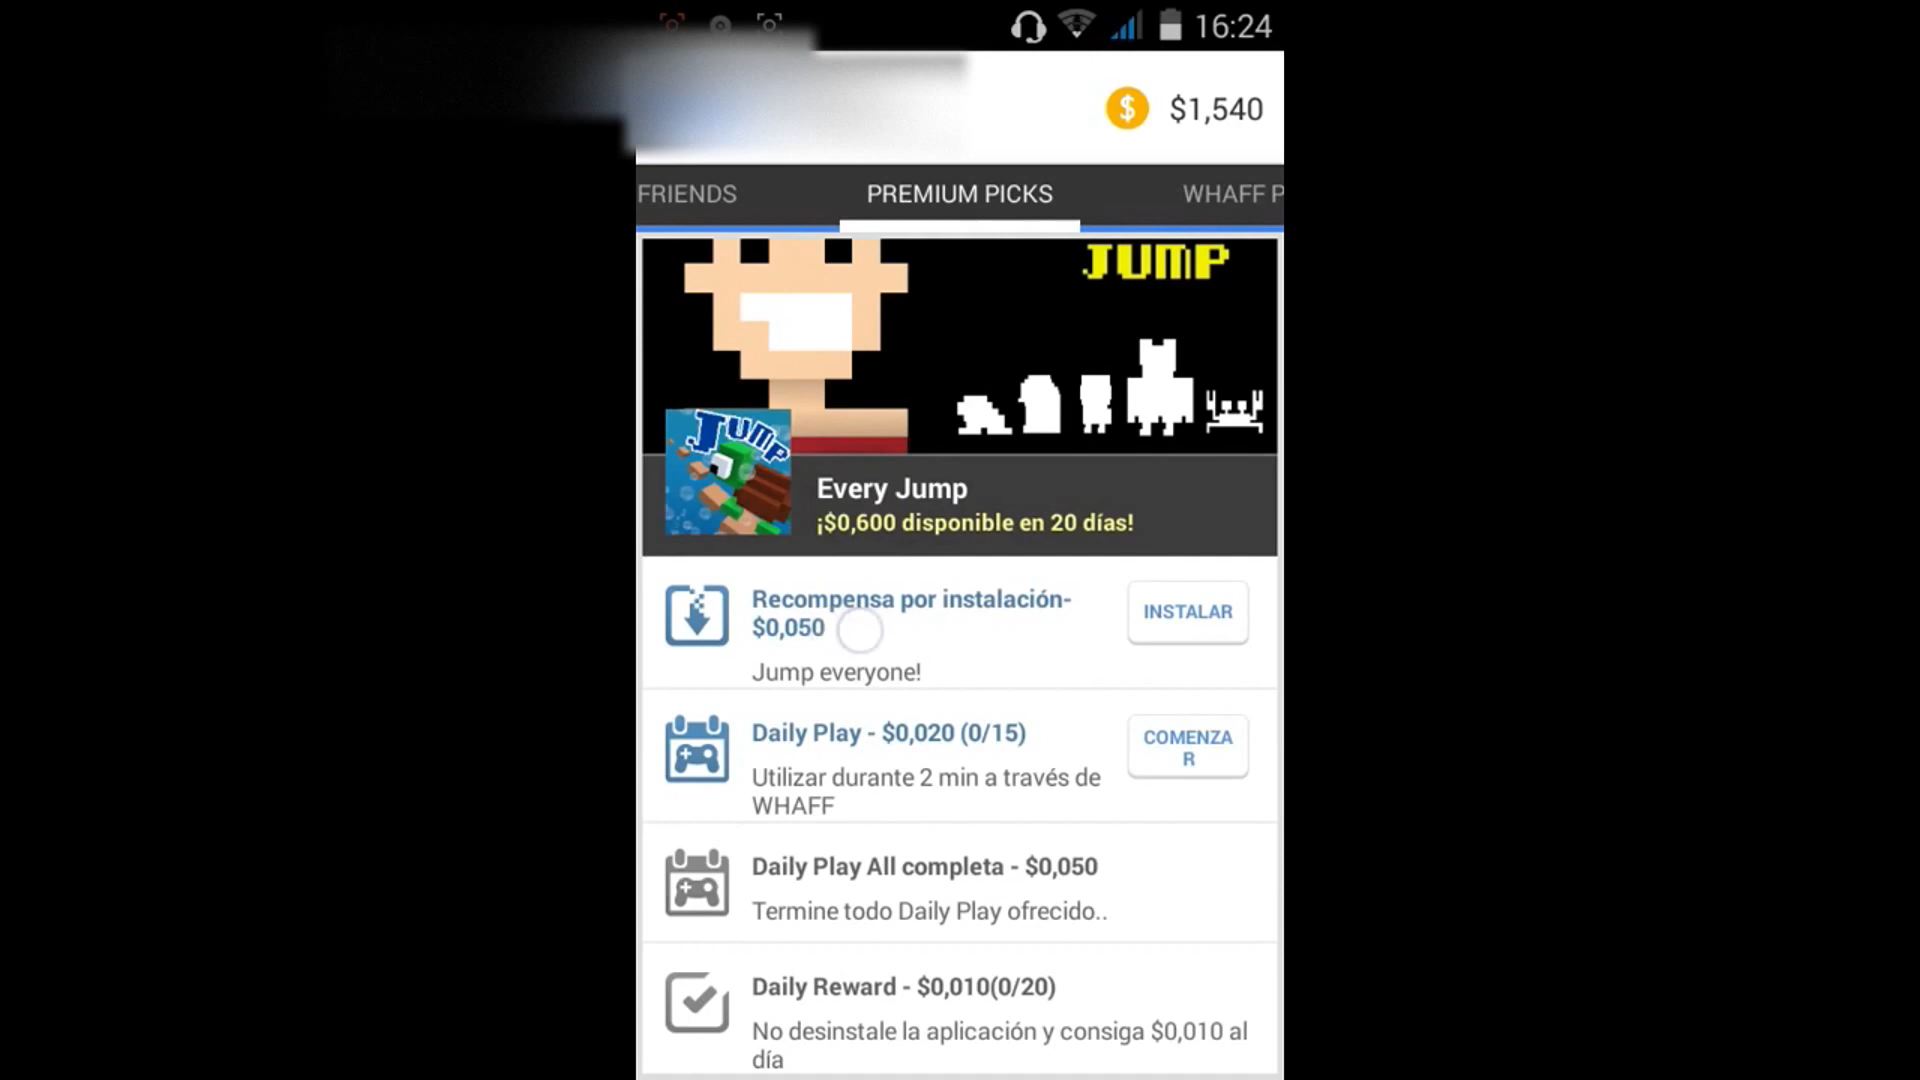 16:24
$ $1,540
FRIENDS PREMIUM PICKS WHAFF P
JUMP
JUMP
Every Jump
¡$0,600 disponible en 20 días!
Recompensa por instalación-
$0,050
INSTALAR
Jump everyone!
Daily Play - $0,020 (0/15)
COMENZA
R
Utilizar durante 2 min a través de
WHAFF
Daily Play All completa - $0,050
Termine todo Daily Play ofrecido..
Daily Reward - $0,010(0/20)
No desinstale la aplicación y consiga $0,010 al
día